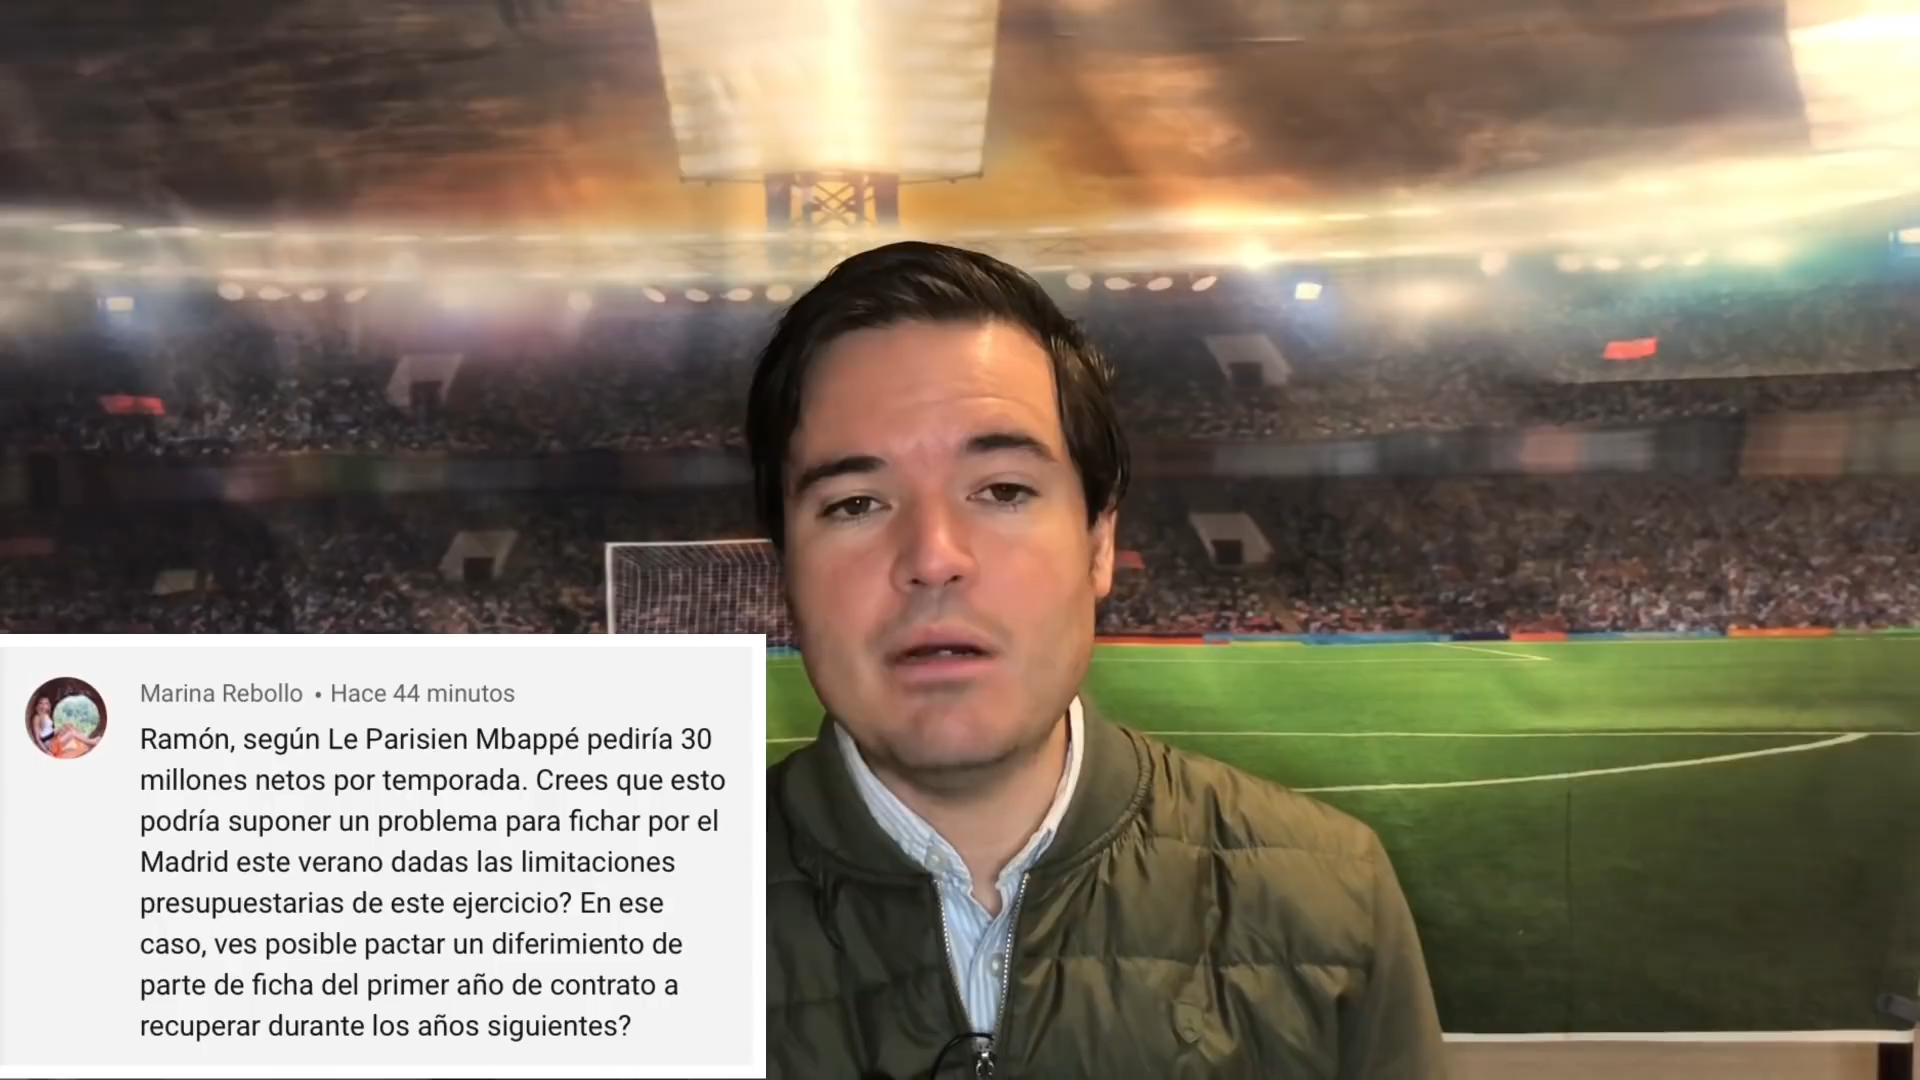 Marina Rebollo • Hace 44 minutos
Ramón, según Le Parisien Mbappé pediría 30
millones netos por temporada. Crees que esto
podría suponer un problema para fichar por el
Madrid este verano dadas las limitaciones
presupuestarias de este ejercicio? En ese
caso, ves posible pactar un diferimiento de
parte de ficha del primer año de contrato a
recuperar durante los años siguientes?